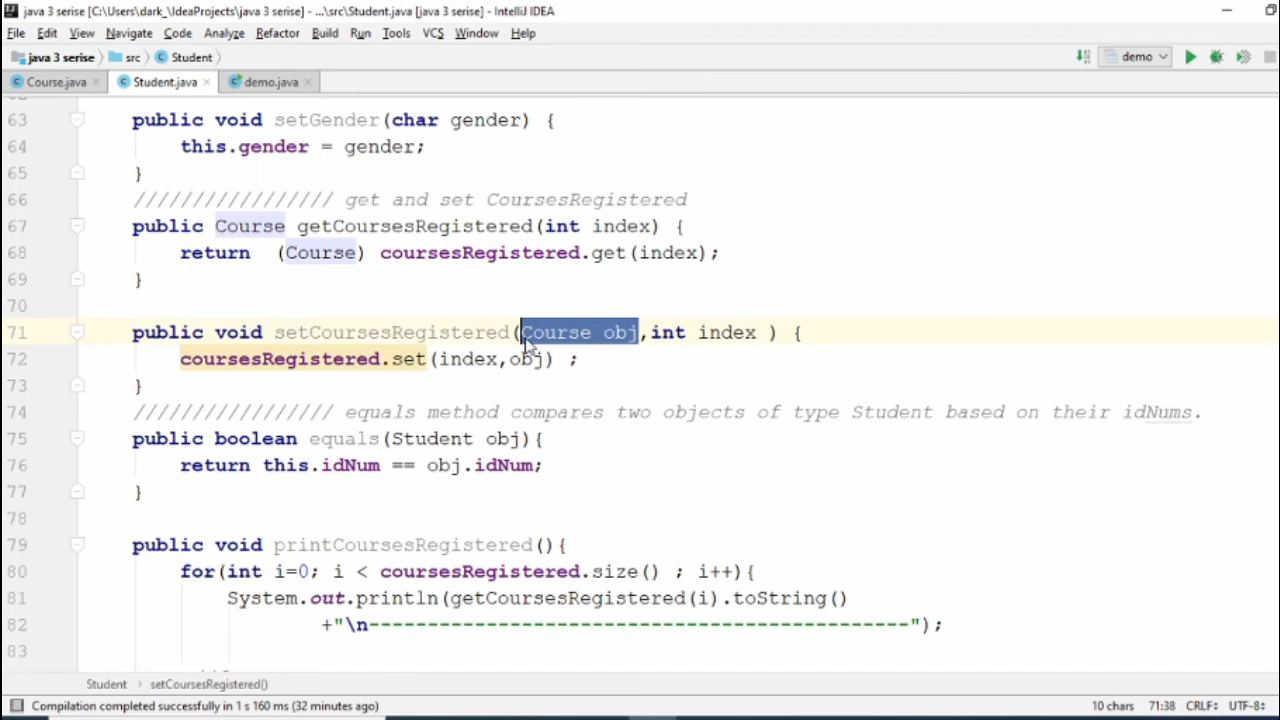 java 3 serise [C:\Users\dark_\IdeaProjects\java 3 serise] - ...\src\Student.java [java 3 serise] - IntelliJ IDEA
File Edit View Navigate Code Analyze Refactor Build Run Tools VCS Window Help
java 3 serise src Student demo
Course.java Student.java demo.java
63 public void setGender(char gender) {
64 this.gender = gender;
65 }
66 ///////////////// get and set CoursesRegistered
67 public Course getCoursesRegistered(int index) {
68 return (Course) coursesRegistered.get(index);
69 }
70
71 public void setCoursesRegistered(Course obj,int index ) {
72 coursesRegistered.set(index,obj) ;
73 }
74 ///////////////// equals method compares two objects of type Student based on their idNums.
75 public boolean equals(Student obj){
76 return this.idNum == obj.idNum;
77 }
78
79 public void printCoursesRegistered(){
80 for(int i=0; i < coursesRegistered.size() ; i++){
81 System.out.println(getCoursesRegistered(i).toString()
82 +"\n----------------------------------------------");
83
Student setCoursesRegistered()
Compilation completed successfully in 1 s 160 ms (32 minutes ago) 10 chars 71:38 CRLF UTF-8